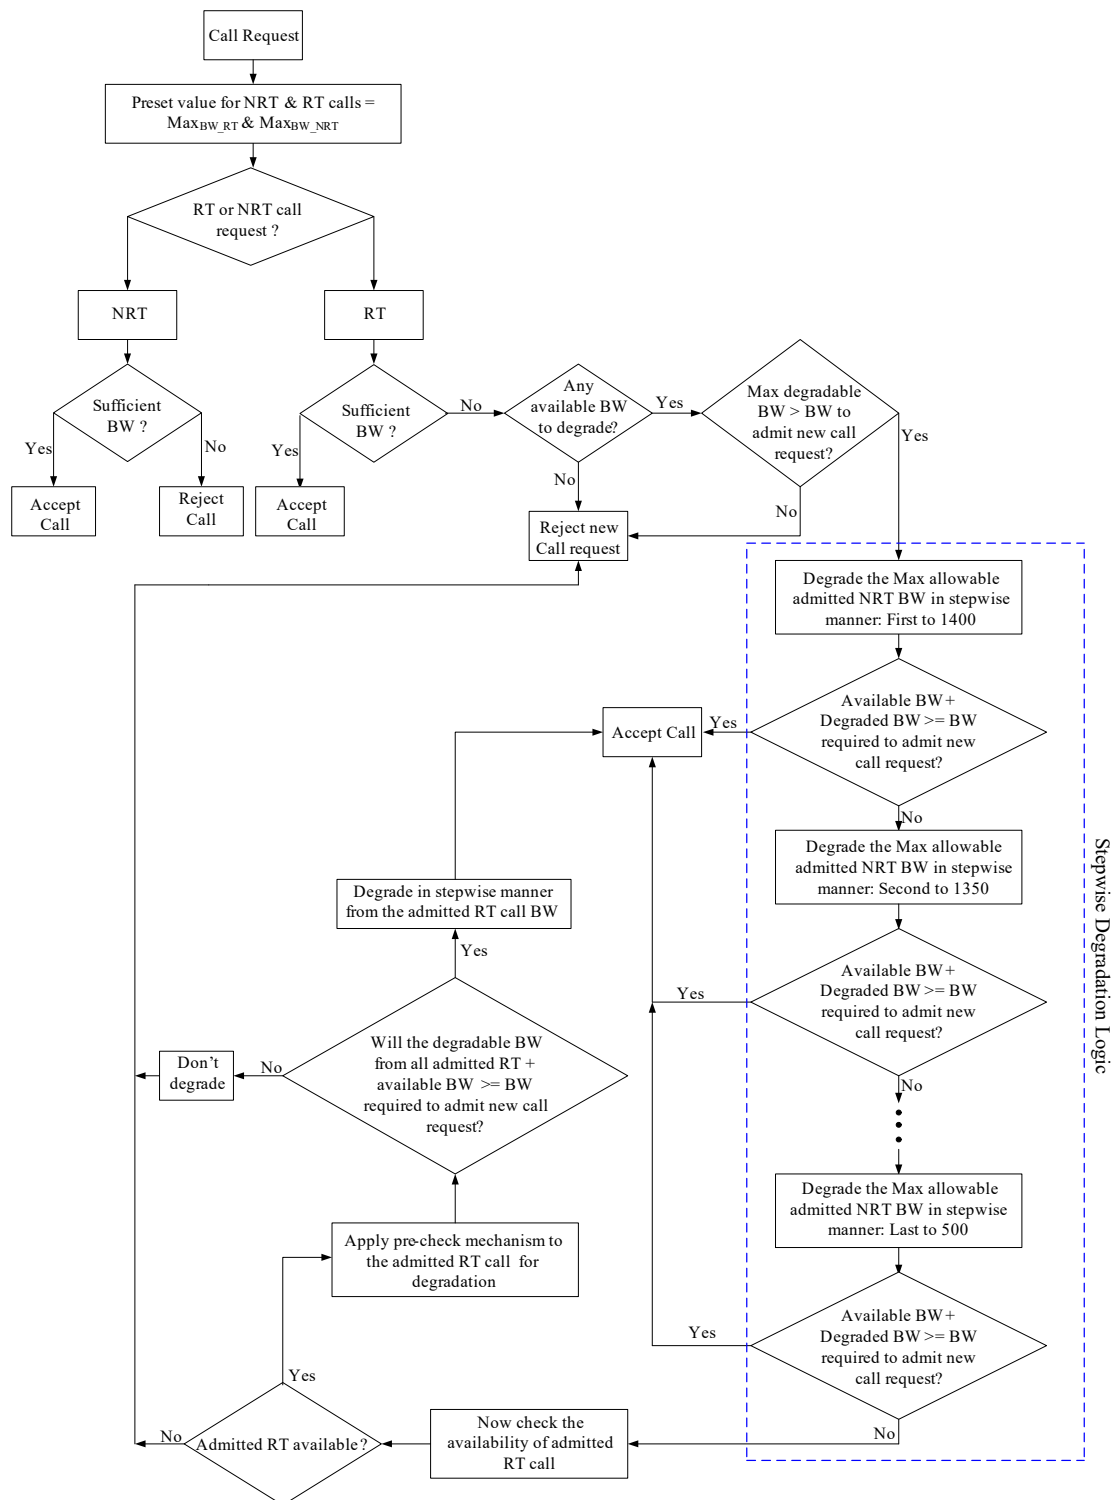 Call Request
Preset value for NRT & RT calls =
MaxBW_RT & MaxBW_NRT
RT or NRT call
request ?
NRT
RT
Sufficient
BW ?
Yes
No
Accept
Call
Reject
Call
Sufficient
BW ?
Yes
No
Accept
Call
Any
available BW
to degrade?
Yes
No
Max degradable
BW > BW to
admit new call
request?
Yes
No
Reject new
Call request
Degrade the Max allowable
admitted NRT BW in stepwise
manner: First to 1400
Available BW+
Degraded BW >= BW
required to admit new
call request?
Yes
Accept Call
No
Degrade the Max allowable
admitted NRT BW in stepwise
manner: Second to 1350
Available BW+
Degraded BW >= BW
required to admit new
call request?
Yes
No
Degrade the Max allowable
admitted NRT BW in stepwise
manner: Last to 500
Available BW+
Degraded BW >= BW
required to admit new
call request?
Yes
No
Stepwise Degradation Logic
Now check the
availability of admitted
RT call
Admitted RT available?
No
Yes
Apply pre-check mechanism to
the admitted RT call for
degradation
Will the degradable BW
from all admitted RT +
available BW >= BW
required to admit new call
request?
No
Don't
degrade
Yes
Degrade in stepwise manner
from the admitted RT call BW